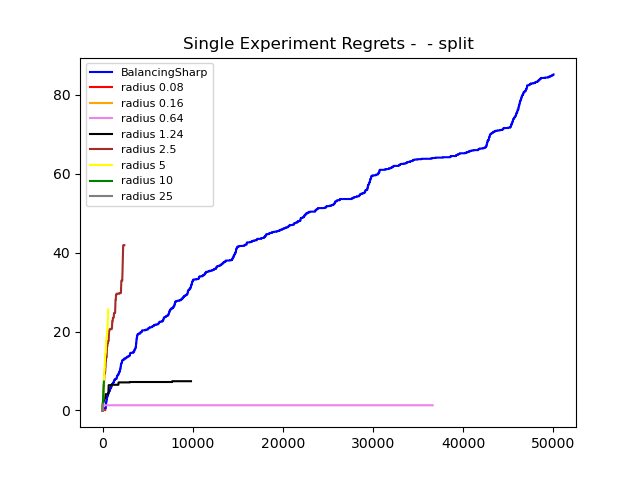 Single Experiment Regrets -  - split
BalancingSharp
radius 0.08
radius 0.16
radius 0.64
radius 1.24
radius 2.5
radius 5
radius 10
radius 25
80
60
40
20
0
0 10000 20000 30000 40000 50000